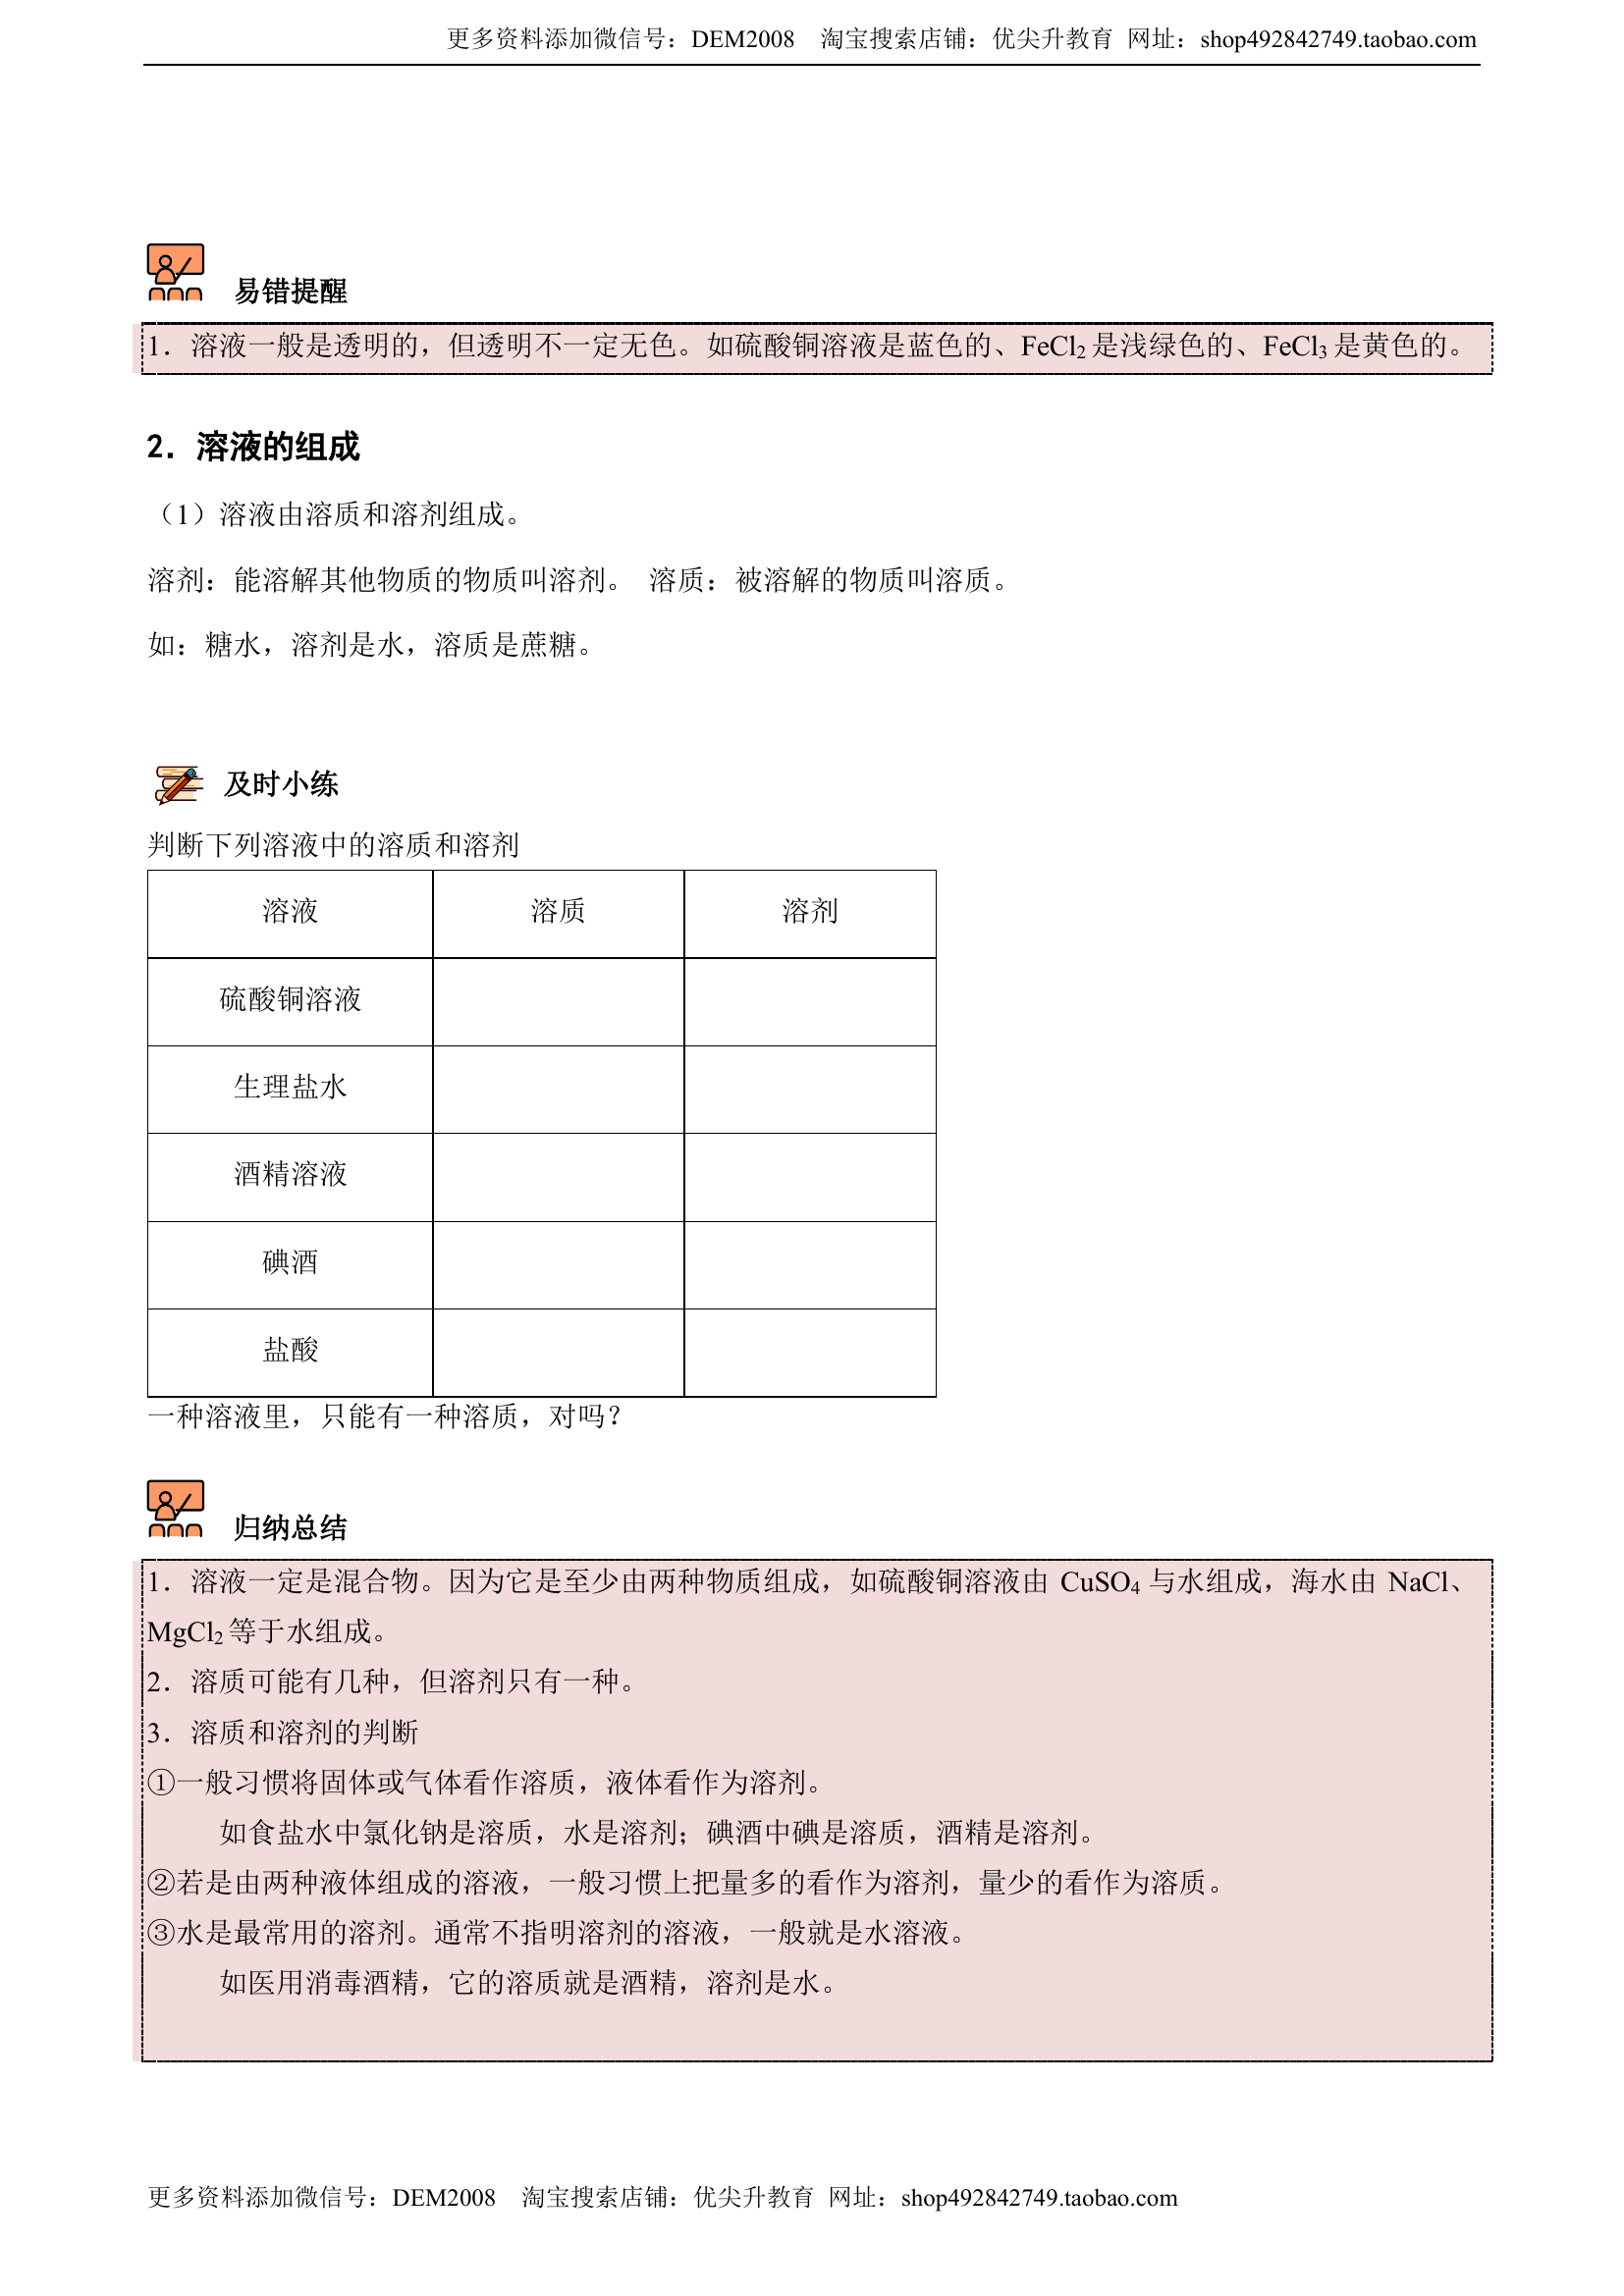 更多资料添加微信号：DEM2008 淘宝搜索店铺：优尖升教育 网址：shop492842749.taobao.com
易错提醒
1．溶液一般是透明的，但透明不一定无色。如硫酸铜溶液是蓝色的、FeCl₂是浅绿色的、FeCl₃是黄色的。
2．溶液的组成
（1）溶液由溶质和溶剂组成。
溶剂：能溶解其他物质的物质叫溶剂。 溶质：被溶解的物质叫溶质。
如：糖水，溶剂是水，溶质是蔗糖。
及时小练
判断下列溶液中的溶质和溶剂
溶液 溶质 溶剂
硫酸铜溶液
生理盐水
酒精溶液
碘酒
盐酸
一种溶液里，只能有一种溶质，对吗？
归纳总结
1．溶液一定是混合物。因为它是至少由两种物质组成，如硫酸铜溶液由 CuSO₄ 与水组成，海水由 NaCl、
MgCl₂等于水组成。
2．溶质可能有几种，但溶剂只有一种。
3．溶质和溶剂的判断
①一般习惯将固体或气体看作溶质，液体看作为溶剂。
如食盐水中氯化钠是溶质，水是溶剂；碘酒中碘是溶质，酒精是溶剂。
②若是由两种液体组成的溶液，一般习惯上把量多的看作为溶剂，量少的看作为溶质。
③水是最常用的溶剂。通常不指明溶剂的溶液，一般就是水溶液。
如医用消毒酒精，它的溶质就是酒精，溶剂是水。
更多资料添加微信号：DEM2008 淘宝搜索店铺：优尖升教育 网址：shop492842749.taobao.com